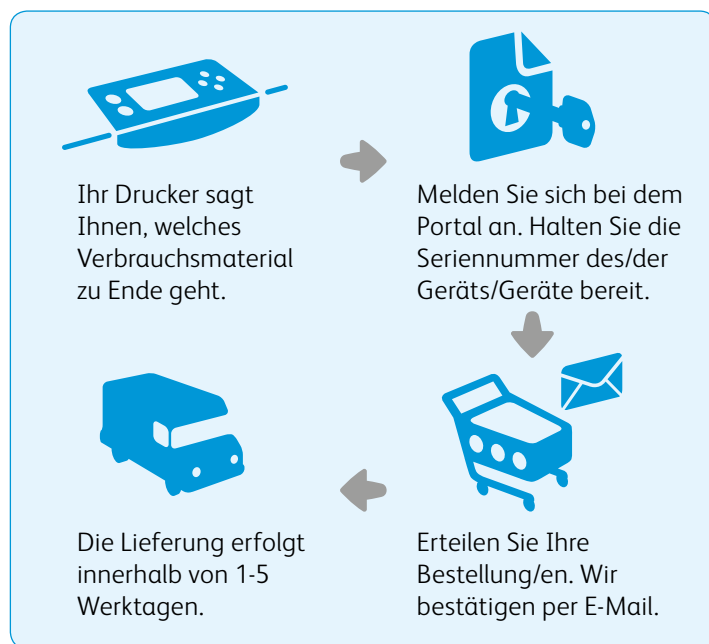 Ihr Drucker sagt
Ihnen, welches
Verbrauchsmaterial
zu Ende geht.
Melden Sie sich bei dem
Portal an. Halten Sie die
Seriennummer des/der
Geräts/Geräte bereit.
Erteilen Sie Ihre
Bestellung/en. Wir
bestätigen per E-Mail.
Die Lieferung erfolgt
innerhalb von 1-5
Werktagen.